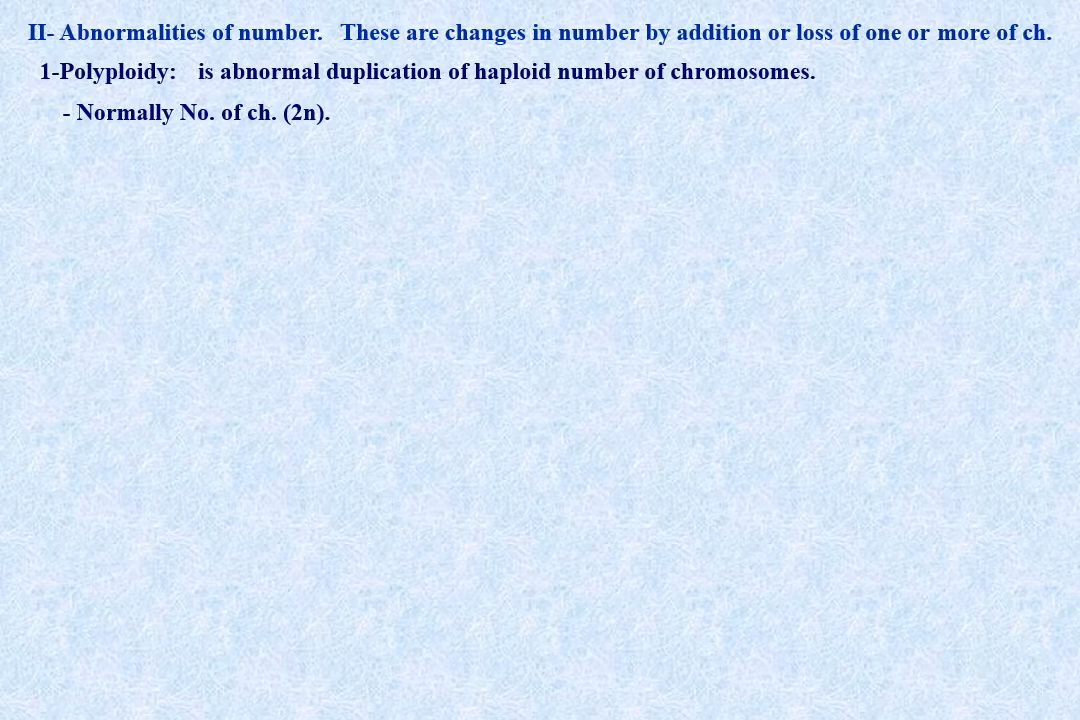 II- Abnormalities of number. These are changes in number by addition or loss of one or more of ch.
1-Polyploidy: is abnormal duplication of haploid number of chromosomes.
- Normally No. of ch. (2n).